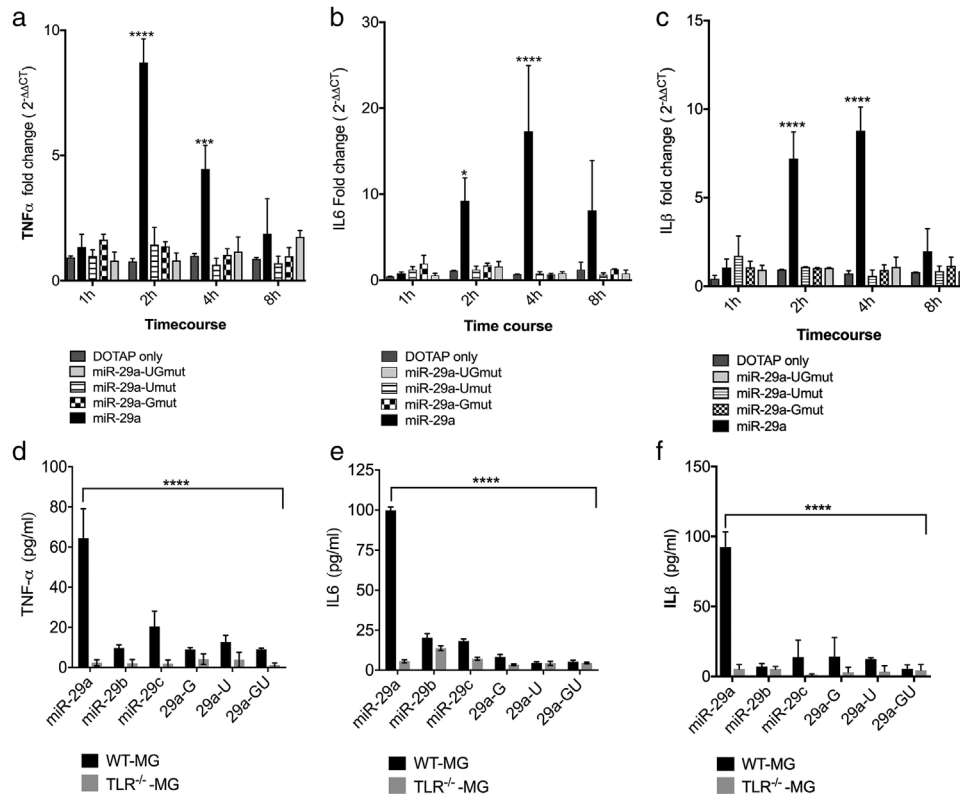 a
TNFα fold change ( 2^-ΔΔCT)
10
5
0
****
***
1h 2h 4h 8h
Timecourse
DOTAP only
miR-29a-UGmut
miR-29a-Umut
miR-29a-Gmut
miR-29a
b
IL6 Fold change ( 2^-ΔΔCT)
30
20
10
0
*
****
1h 2h 4h 8h
Time course
DOTAP only
miR-29a-UGmut
miR-29a-Umut
miR-29a-Gmut
miR-29a
c
ILβ fold change ( 2^-ΔΔCT)
15
10
5
0
****
****
1h 2h 4h 8h
Timecourse
DOTAP only
miR-29a-UGmut
miR-29a-Umut
miR-29a-Gmut
miR-29a
d
TNF-α (pg/ml)
100
80
60
40
20
0
****
miR-29a miR-29b miR-29c 29a-G 29a-U 29a-GU
WT-MG
TLR-/- -MG
e
IL6 (pg/ml)
125
100
75
50
25
0
****
miR-29a miR-29b miR-29c 29a-G 29a-U 29a-GU
WT-MG
TLR-/- -MG
f
ILβ (pg/ml)
150
100
50
0
****
miR-29a miR-29b miR-29c 29a-G 29a-U 29a-GU
WT-MG
TLR-/- -MG